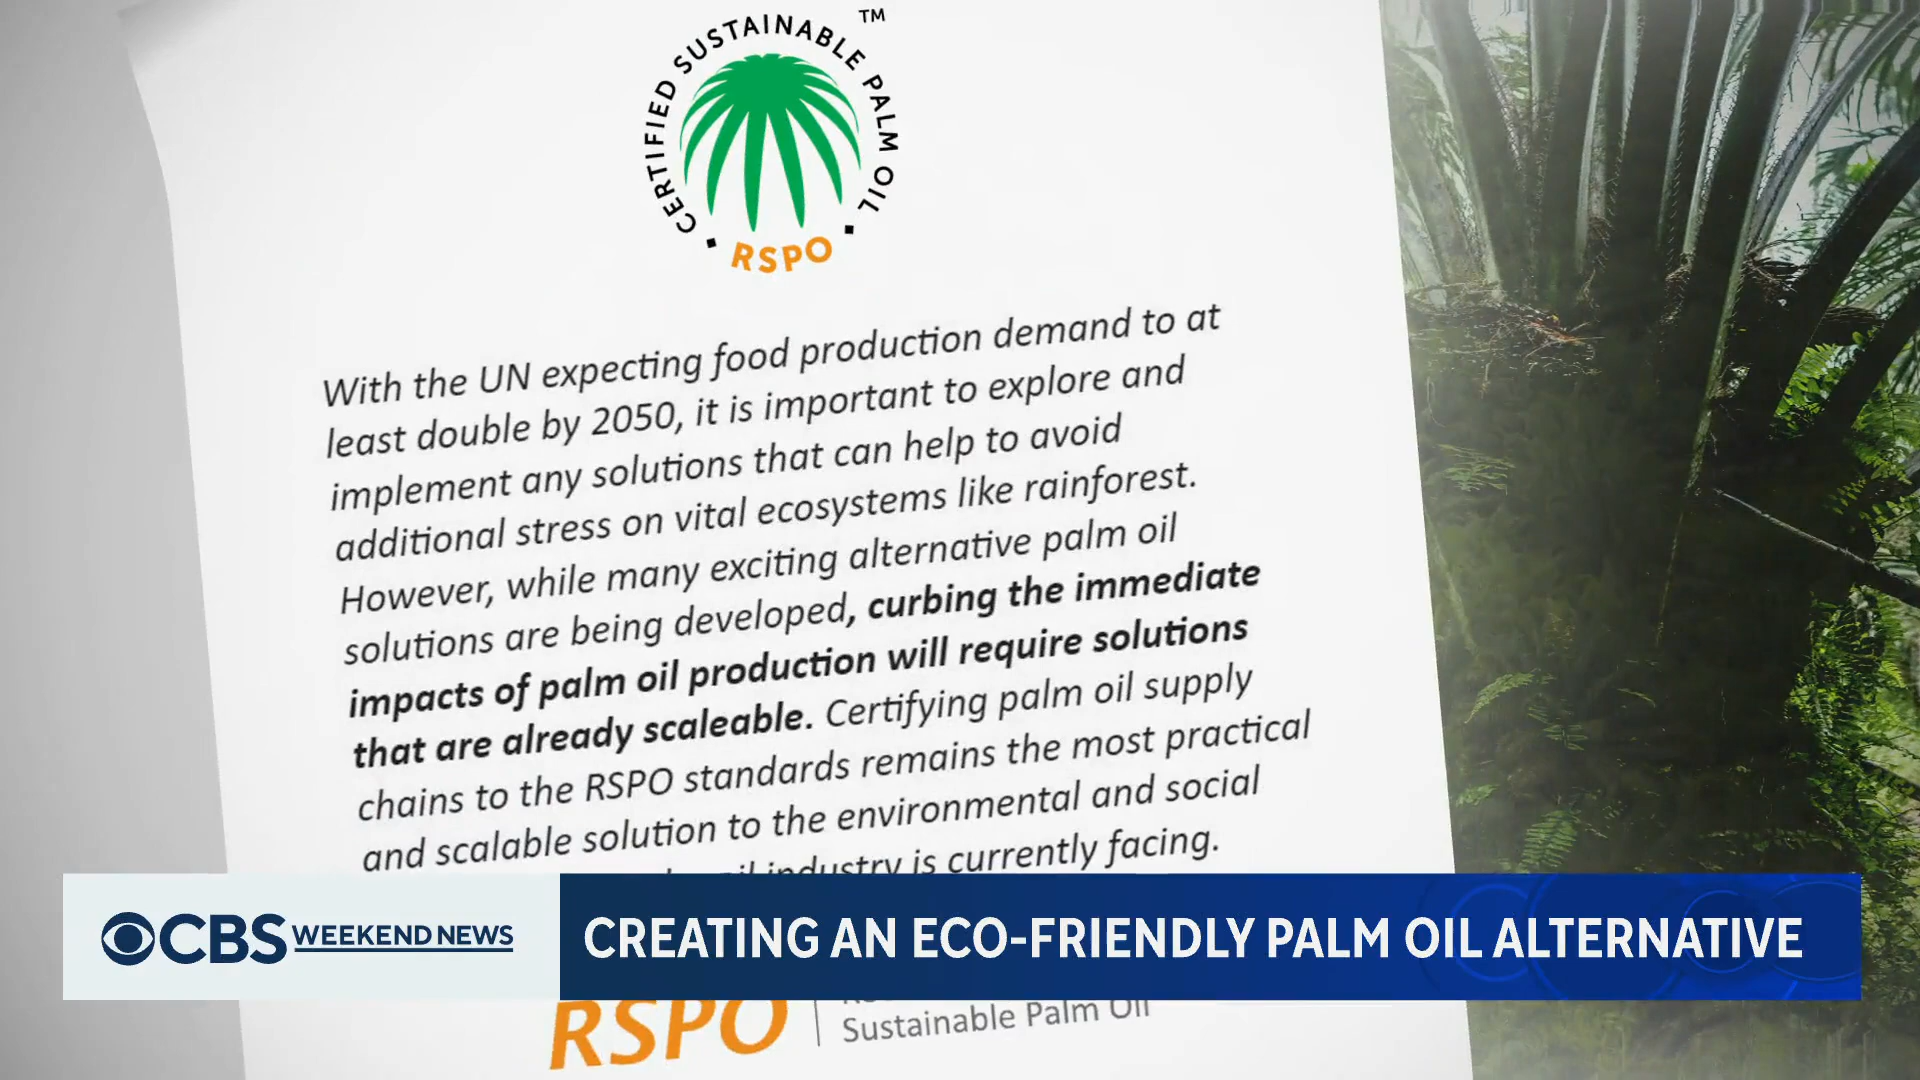 CERTIFIED SUSTAINABLE PALM OIL
TM
RSPO
With the UN expecting food production demand to at
least double by 2050, it is important to explore and
implement any solutions that can help to avoid
additional stress on vital ecosystems like rainforest.
However, while many exciting alternative palm oil
solutions are being developed, curbing the immediate
impacts of palm oil production will require solutions
that are already scaleable. Certifying palm oil supply
chains to the RSPO standards remains the most practical
and scalable solution to the environmental and social
industry is currently facing.
CBS WEEKEND NEWS
CREATING AN ECO-FRIENDLY PALM OIL ALTERNATIVE
RSPO
Sustainable Palm Oil